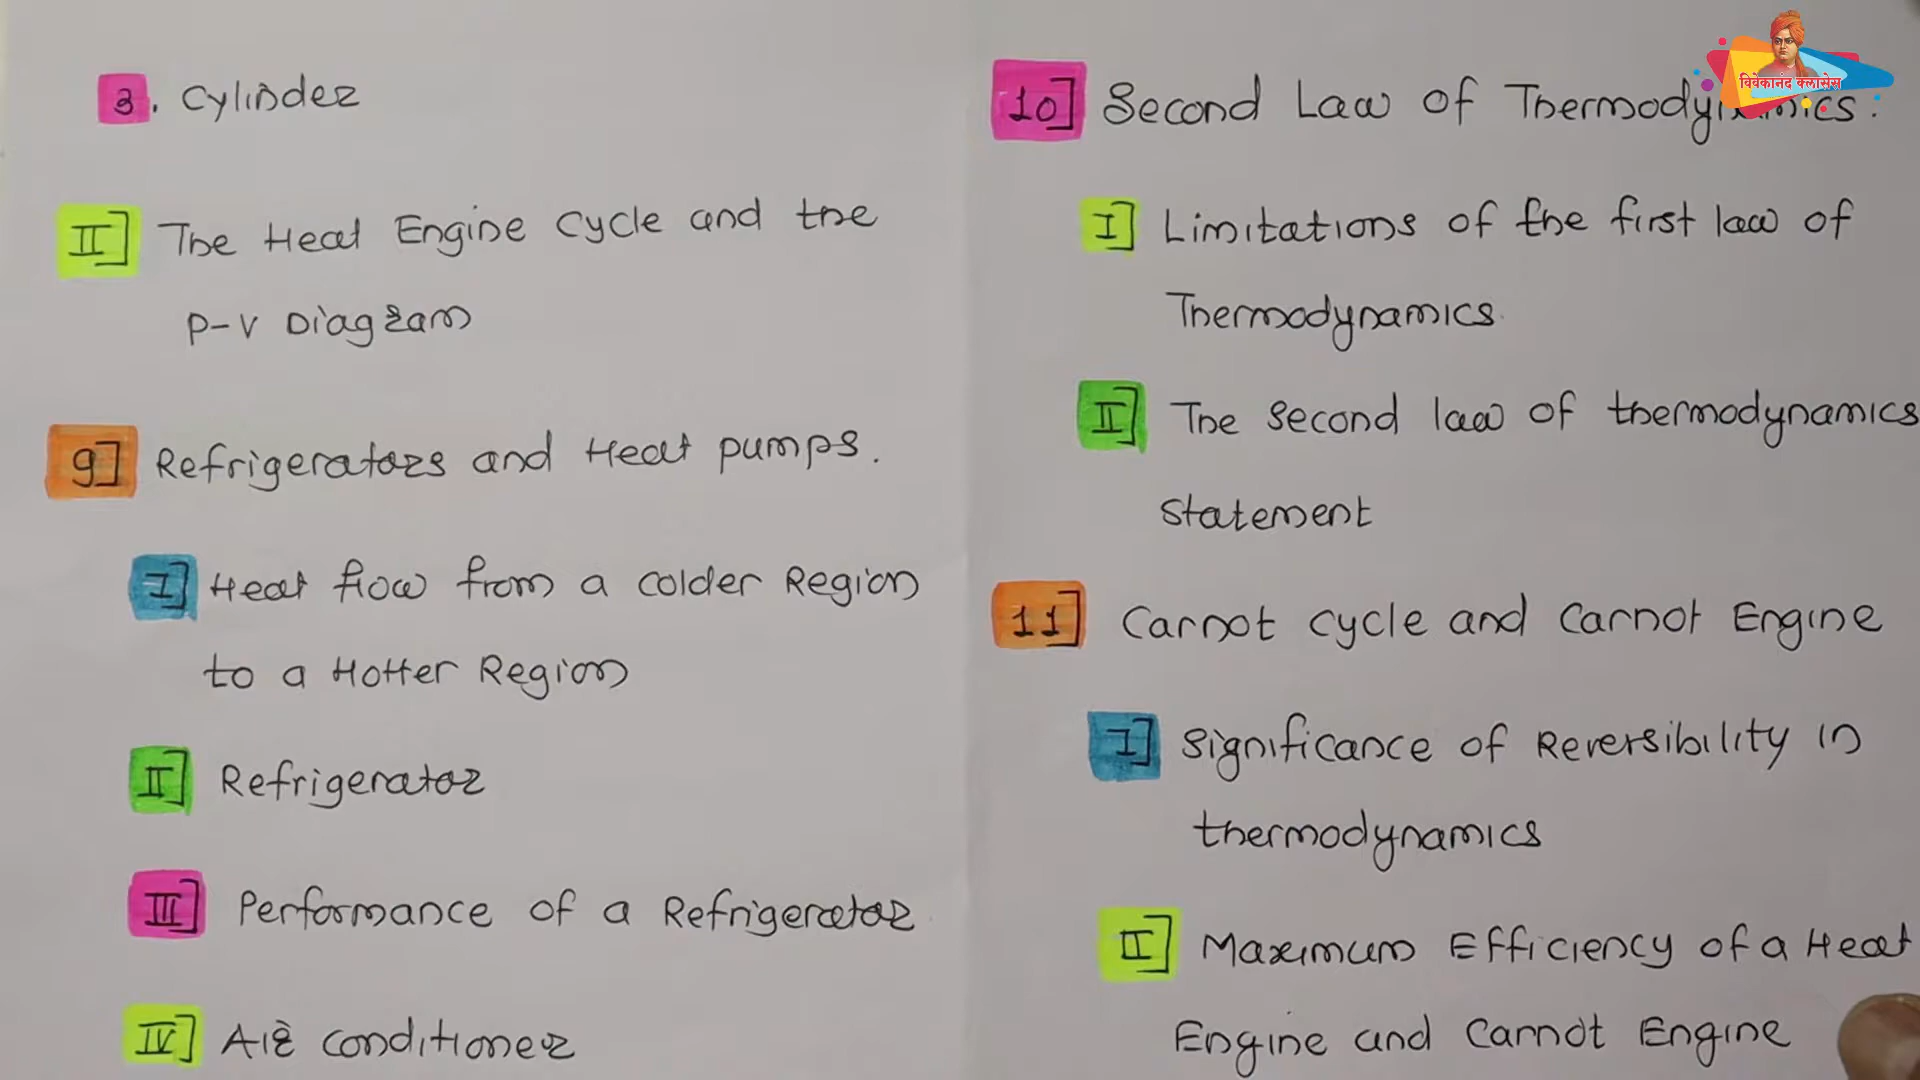 3. Cylinder
II] The Heat Engine Cycle and the
P-V Diagram
9] Refrigerators and Heat pumps.
I] Heat flow from a colder Region
to a Hotter Region
II] Refrigerator
III] Performance of a Refrigerator
IV] Air conditioner
विवेकानंद क्लासेस
10] Second Law of Thermodynamics.
I] Limitations of the first law of
Thermodynamics.
II] The second law of thermodynamics
statement
11] Carnot cycle and Carnot Engine
I] Significance of Reversibility in
thermodynamics
II] Maximum Efficiency of a Heat
Engine and Carnot Engine